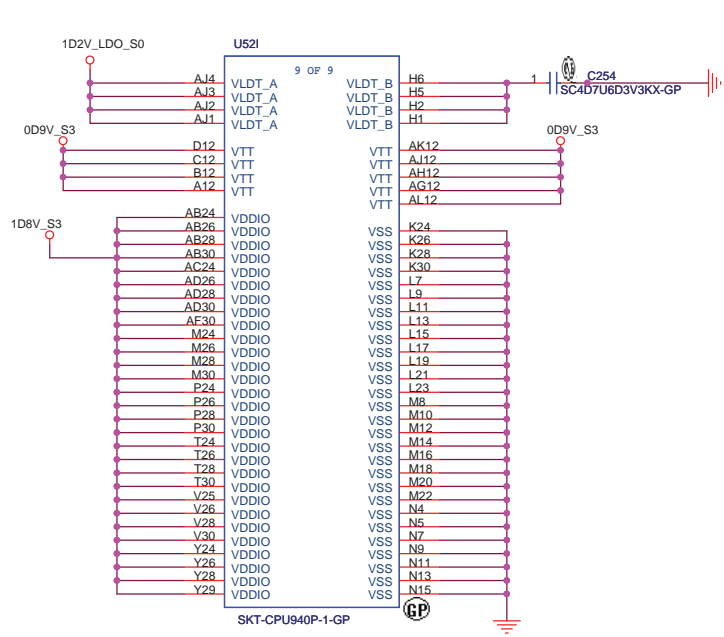 1D2V_LDO_S0
U52I
9 OF 9
AJ4 VLDT_A VLDT_B H6
AJ3 VLDT_A VLDT_B H5
AJ2 VLDT_A VLDT_B H2
AJ1 VLDT_A VLDT_B H1
1 C254
SC4D7U6D3V3KX-GP
0D9V_S3 0D9V_S3
D12 VTT VTT AK12
C12 VTT VTT AJ12
B12 VTT VTT AH12
A12 VTT VTT AG12
VTT AL12
1D8V_S3
AB24 VDDIO
AB26 VDDIO VSS K24
AB28 VDDIO VSS K26
AB30 VDDIO VSS K28
AC24 VDDIO VSS K30
AD26 VDDIO VSS L7
AD28 VDDIO VSS L9
AD30 VDDIO VSS L11
AF30 VDDIO VSS L13
M24 VDDIO VSS L15
M26 VDDIO VSS L17
M28 VDDIO VSS L19
M30 VDDIO VSS L21
P24 VDDIO VSS L23
P26 VDDIO VSS M8
P28 VDDIO VSS M10
P30 VDDIO VSS M12
T24 VDDIO VSS M14
T26 VDDIO VSS M16
T28 VDDIO VSS M18
T30 VDDIO VSS M20
V25 VDDIO VSS M22
V26 VDDIO VSS N4
V28 VDDIO VSS N5
V30 VDDIO VSS N7
Y24 VDDIO VSS N9
Y26 VDDIO VSS N11
Y28 VDDIO VSS N13
Y29 VDDIO VSS N15
GP
SKT-CPU940P-1-GP